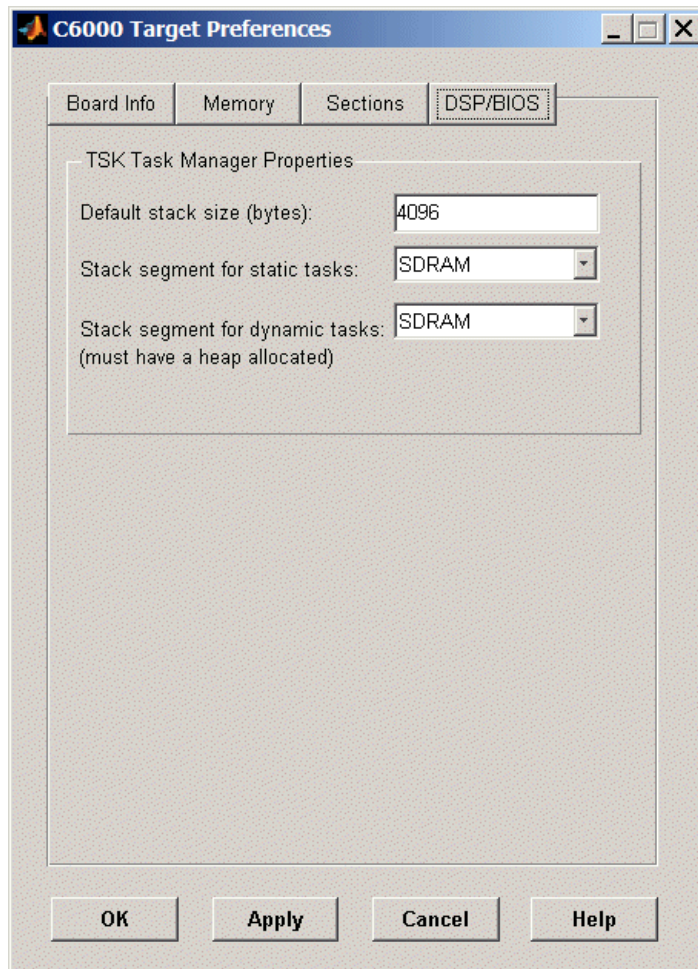 C6000 Target Preferences
Board Info Memory Sections DSP/BIOS
TSK Task Manager Properties
Default stack size (bytes): 4096
Stack segment for static tasks: SDRAM
Stack segment for dynamic tasks: SDRAM
(must have a heap allocated)
OK Apply Cancel Help